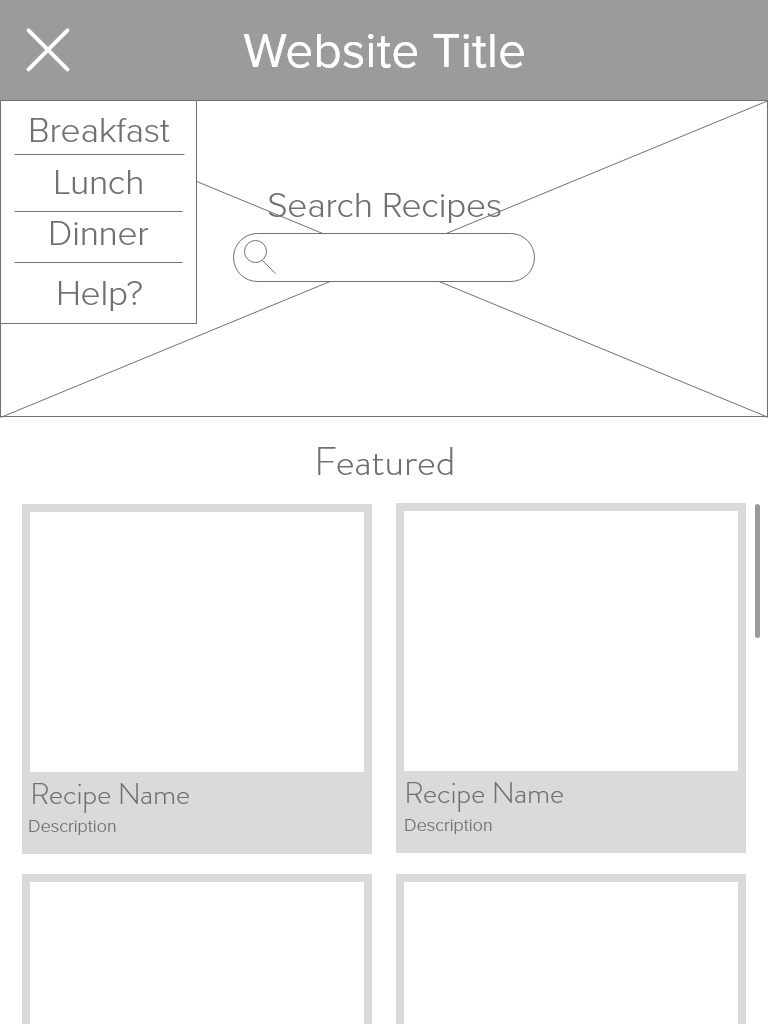 Website Title
Breakfast
Lunch
Dinner
Help?
Search Recipes
Featured
Recipe Name
Description
Recipe Name
Description